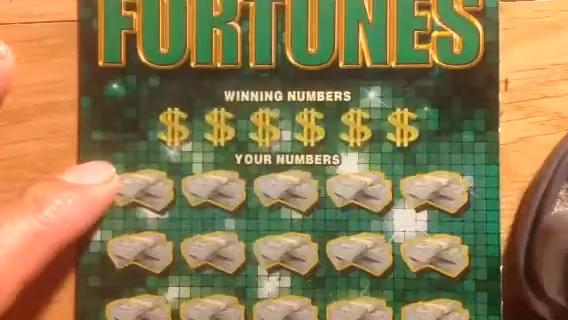 FORTUNES
WINNING NUMBERS
$ $ $ $ $ $
YOUR NUMBERS